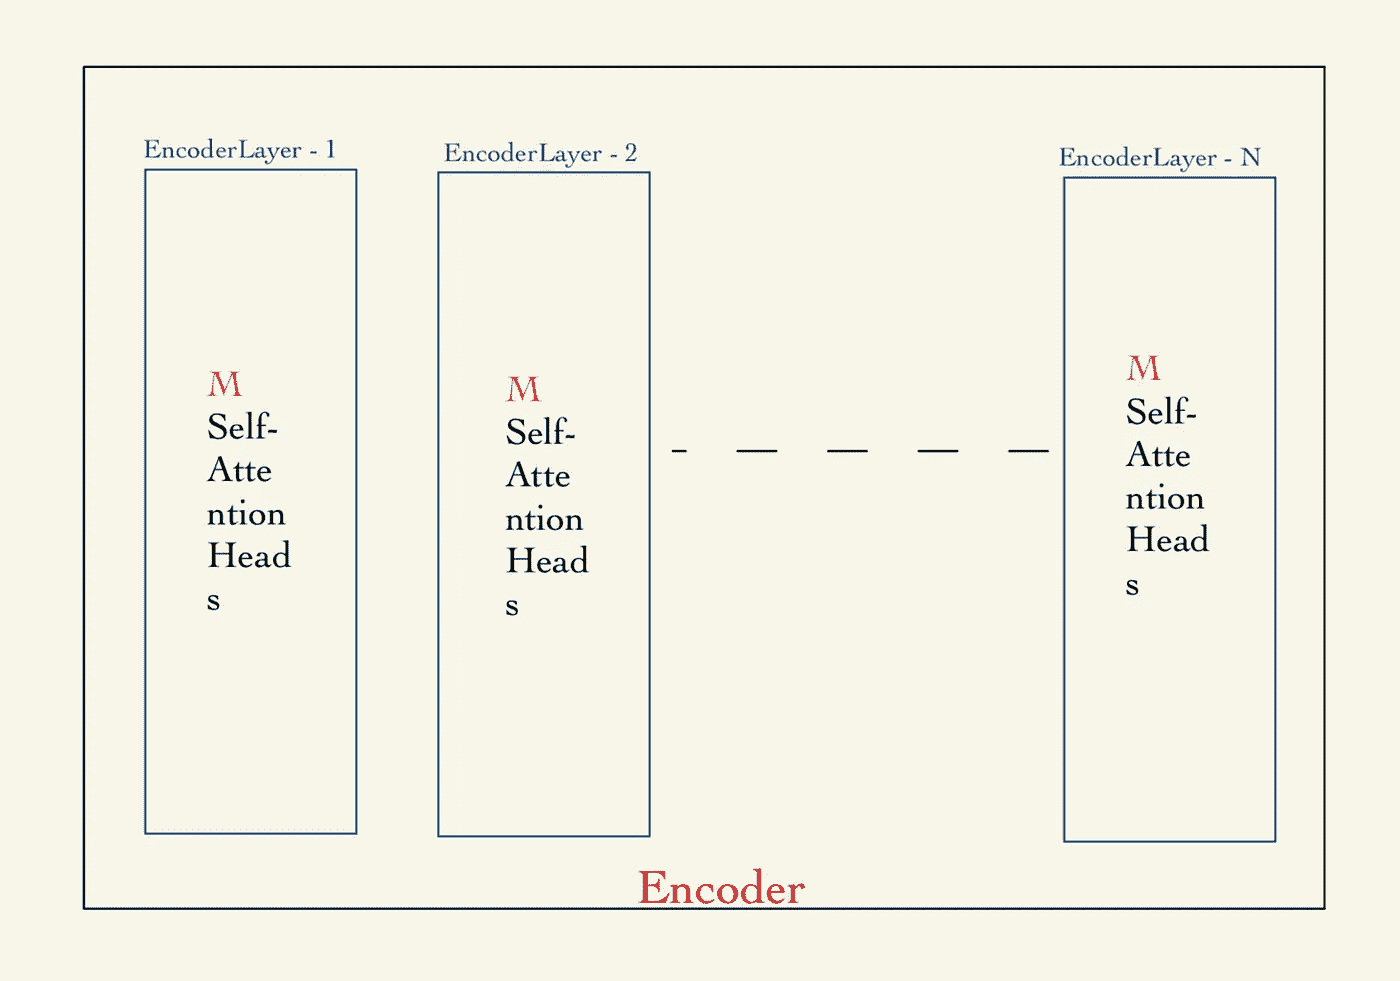 EncoderLayer - 1
EncoderLayer - 2
EncoderLayer - N
M
Self-
Atte
ntion
Head
s
M
Self-
Atte
ntion
Head
s
M
Self-
Atte
ntion
Head
s
Encoder